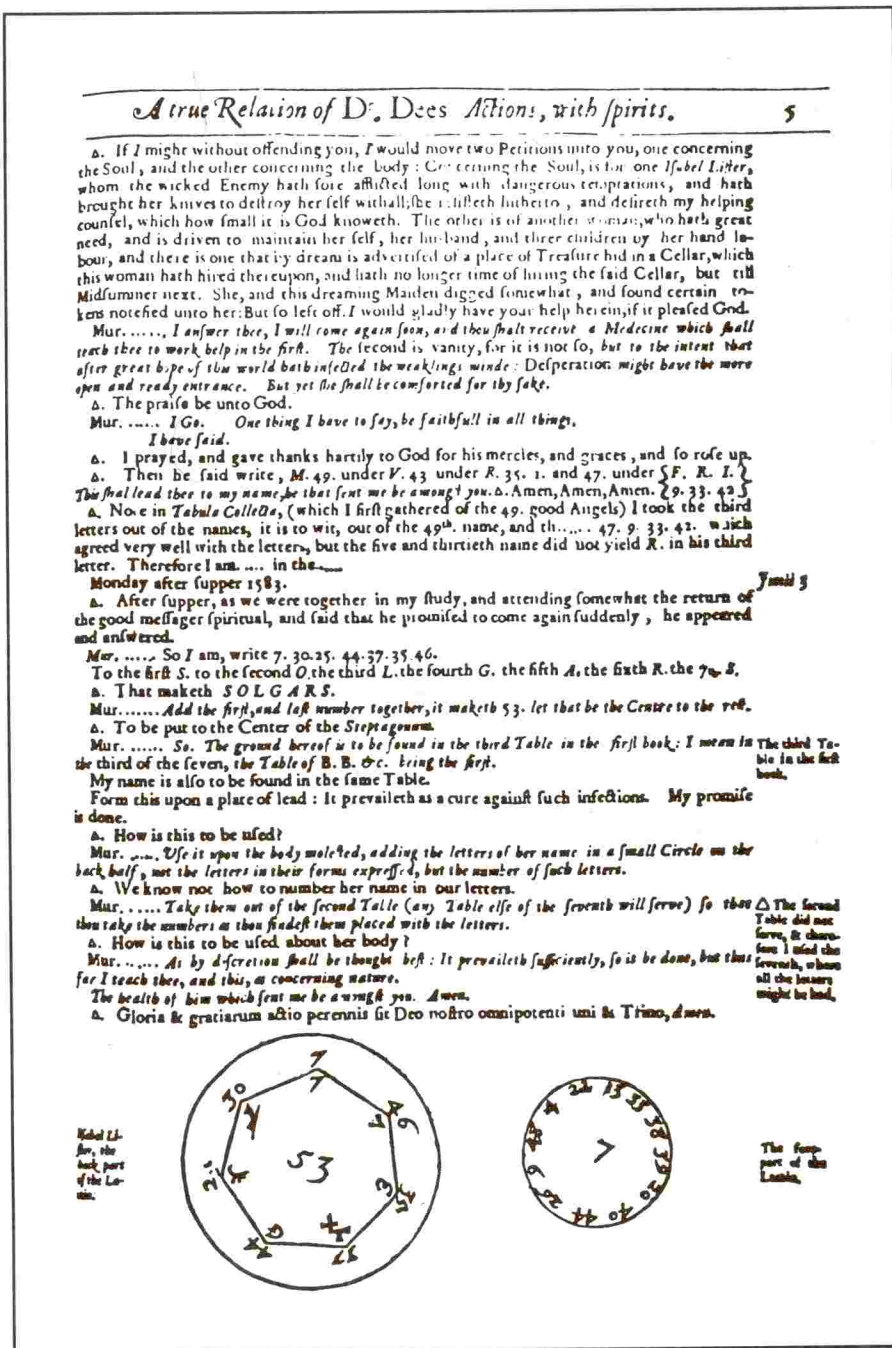 A true Relation of Dr. Dees Actions, with spirits. 5
Δ. If I might without offending you, I would move two Petitions unto you, one concerning
the Soul, and the other concerning the body: Concerning the Soul, is for one Isabel Lister,
whom the wicked Enemy hath sore afflicted long with dangerous temptations, and hath
brought her knives to destroy her self withall; she resisteth hitherto, and desireth my helping
counsel, which how small it is God knoweth. The other is of another woman, who hath great
need, and is driven to maintain her self, her husband, and three children by her hand la-
bour, and there is one that by dream is advertised of a place of Treasure hid in a Cellar, which
this woman hath hired thereupon, and hath no longer time of hiring the said Cellar, but till
Midsummer next. She, and this dreaming Maiden digged somewhat, and found certain to-
kens notefied unto her: But so left off. I would gladly have your help herein, if it pleased God.
Mur. ......, I answer thee, I will come again soon, and thou shalt receive a Medecine which shall
teach thee to work help in the first. The second is vanity, for it is not so, but to the intent that
after great hope of this world hath infected the weaklings minde: Desperation might have the more
open and ready entrance. But yet she shall be comforted for thy sake.
Δ. The praise be unto God.
Mur. ...... I Go. One thing I have to say, be faithfull in all things.
I have said.
Δ. I prayed, and gave thanks hartily to God for his mercies, and graces, and so rose up.
Δ. Then he said write, M. 49. under V. 43 under R. 35. 1. and 47. under {F. R. I.}
This shal lead thee to my name, he that sent me be amongst you. Δ. Amen, Amen, Amen. {9. 33. 42}
Δ. Note in Tabula Collecta, (which I first gathered of the 49. good Angels) I took the third
letters out of the names, it is to wit, out of the 49th. name, and th...... 47. 9. 33. 42. which
agreed very well with the letters, but the five and thirtieth name did not yield R. in his third
letter. Therefore I am .... in the......
Monday after supper 1583.
Δ. After supper, as we were together in my study, and attending somewhat the return of
the good messager spiritual, and said that he promised to come again suddenly, he appeared
and answered.
Mur. ...... So I am, write 7. 30. 25. 44. 37. 35. 46.
To the first S. to the second O. the third L. the fourth G. the fifth A. the sixth R. the 7. S.
Δ. That maketh S O L G A R S.
Mur. ...... Add the first, and last number together, it maketh 53. let that be the Centre to the rest.
Δ. To be put to the Center of the Steptagonum.
Mur. ...... So. The ground hereof is to be found in the third Table in the first book: I mean in
the third of the seven, the Table of B. B. &c. being the first.
The third Ta-
ble in the first
book.
My name is also to be found in the same Table.
Form this upon a place of lead: It prevaileth as a cure against such infections. My promise
is done.
Δ. How is this to be used?
Mur. ...... Use it upon the body molested, adding the letters of her name in a small Circle on the
back half, not the letters in their forms expressed, but the number of such letters.
Δ. We know not how to number her name in our letters.
Mur. ...... Take them out of the second Table (any Table else of the seventh will serve) so that
thou take the numbers as thou findest them placed with the letters.
Δ The second
Table did not
serve, & there-
fore I used the
seventh, where
all the letters
might be had.
Δ. How is this to be used about her body?
Mur. ...... As by discretion shall be thought best: It prevaileth sufficiently, so is be done, but thus
far I teach thee, and this, as concerning nature.
The health of him which sent me be amongst you. Amen.
Δ. Gloria & gratiarum actio perennis sit Deo nostro omnipotenti uni & Trino, Amen.
7
7
30
53
22 15 35 38 39 30 40 44 26 9
part of the